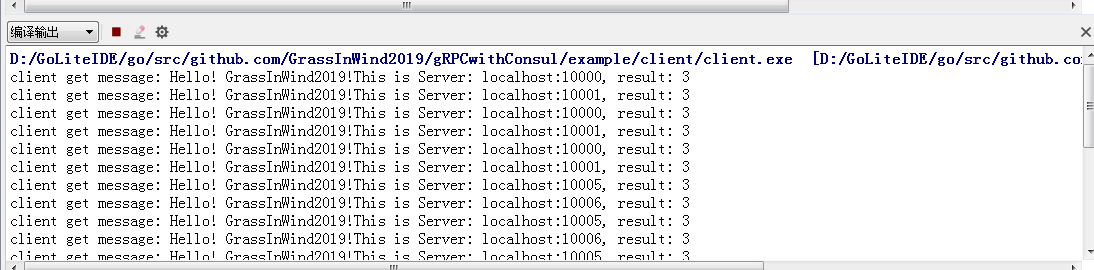 编译输出
D:/GoLiteIDE/go/src/github.com/GrassInWind2019/gRPCwithConsul/example/client/client.exe  [D:/GoLiteIDE/go/src/github.co
client get message: Hello! GrassInWind2019!This is Server: localhost:10000, result: 3
client get message: Hello! GrassInWind2019!This is Server: localhost:10001, result: 3
client get message: Hello! GrassInWind2019!This is Server: localhost:10000, result: 3
client get message: Hello! GrassInWind2019!This is Server: localhost:10001, result: 3
client get message: Hello! GrassInWind2019!This is Server: localhost:10000, result: 3
client get message: Hello! GrassInWind2019!This is Server: localhost:10001, result: 3
client get message: Hello! GrassInWind2019!This is Server: localhost:10005, result: 3
client get message: Hello! GrassInWind2019!This is Server: localhost:10006, result: 3
client get message: Hello! GrassInWind2019!This is Server: localhost:10005, result: 3
client get message: Hello! GrassInWind2019!This is Server: localhost:10006, result: 3
client get message: Hello! GrassInWind2019!This is Server: localhost:10005, result: 3